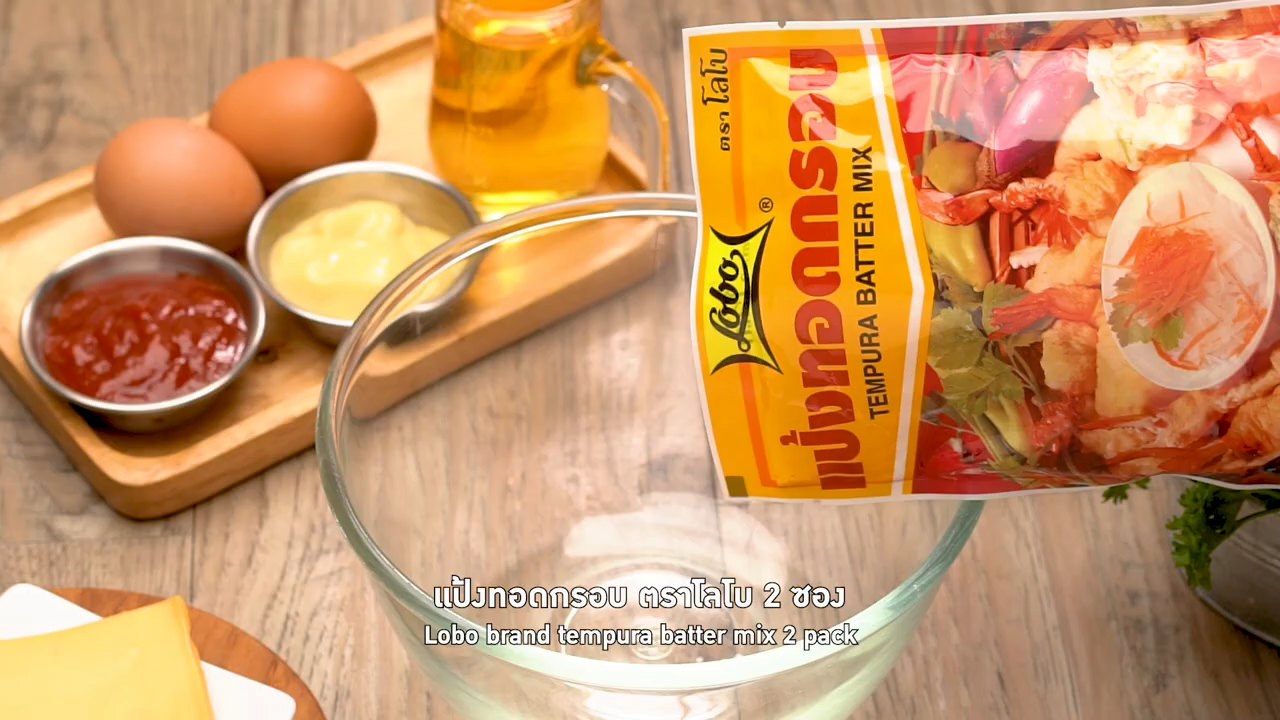 ตราโลโบ
Lobo
®
แป้งทอดกรอบ
TEMPURA BATTER MIX
แป้งทอดกรอบ ตราโลโบ 2 ซอง
Lobo brand tempura batter mix 2 pack